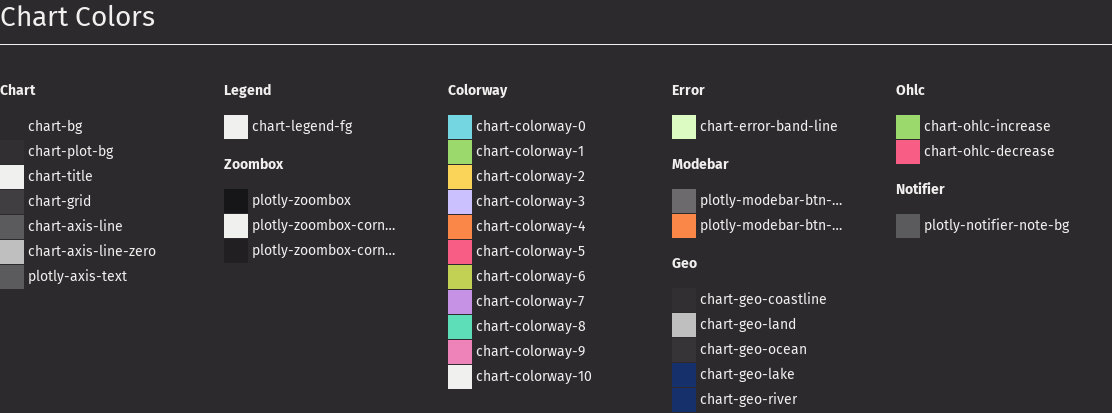 Chart Colors
Chart
chart-bg
chart-plot-bg
chart-title
chart-grid
chart-axis-line
chart-axis-line-zero
plotly-axis-text
Legend
chart-legend-fg
Zoombox
plotly-zoombox
plotly-zoombox-corn...
plotly-zoombox-corn...
Colorway
chart-colorway-0
chart-colorway-1
chart-colorway-2
chart-colorway-3
chart-colorway-4
chart-colorway-5
chart-colorway-6
chart-colorway-7
chart-colorway-8
chart-colorway-9
chart-colorway-10
Error
chart-error-band-line
Modebar
plotly-modebar-btn-...
plotly-modebar-btn-...
Geo
chart-geo-coastline
chart-geo-land
chart-geo-ocean
chart-geo-lake
chart-geo-river
Ohlc
chart-ohlc-increase
chart-ohlc-decrease
Notifier
plotly-notifier-note-bg